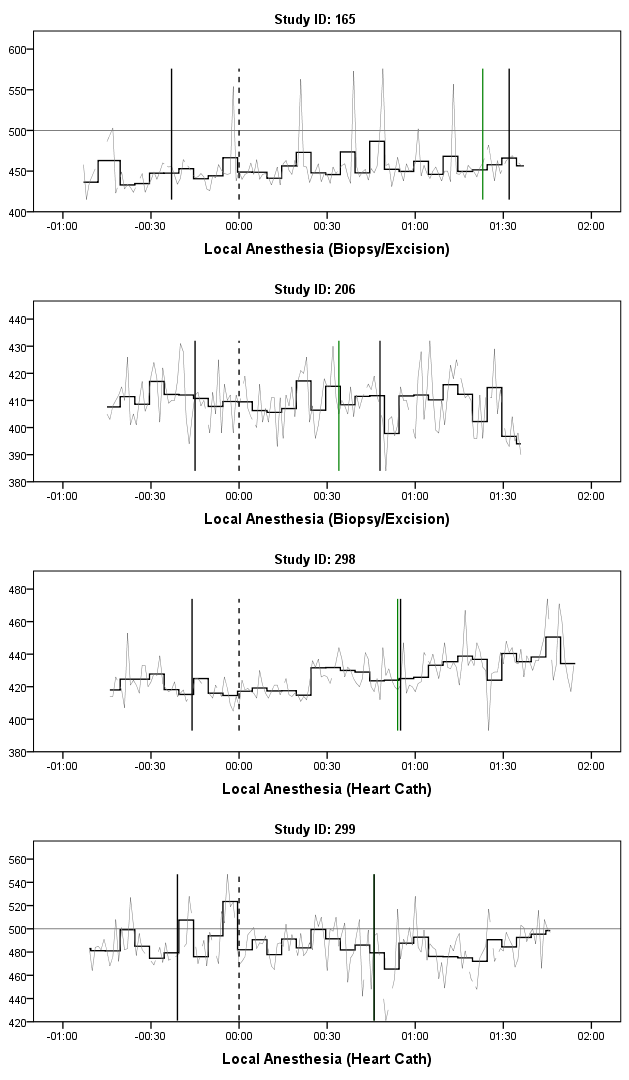 Study ID: 165
600
550
500
450
400
-01:00 -00:30 00:00 00:30 01:00 01:30 02:00
Local Anesthesia (Biopsy/Excision)
Study ID: 206
440
430
420
410
400
390
380
-01:00 -00:30 00:00 00:30 01:00 01:30 02:00
Local Anesthesia (Biopsy/Excision)
Study ID: 298
480
460
440
420
400
380
-01:00 -00:30 00:00 00:30 01:00 01:30 02:00
Local Anesthesia (Heart Cath)
Study ID: 299
560
540
520
500
480
460
440
420
-01:00 -00:30 00:00 00:30 01:00 01:30 02:00
Local Anesthesia (Heart Cath)